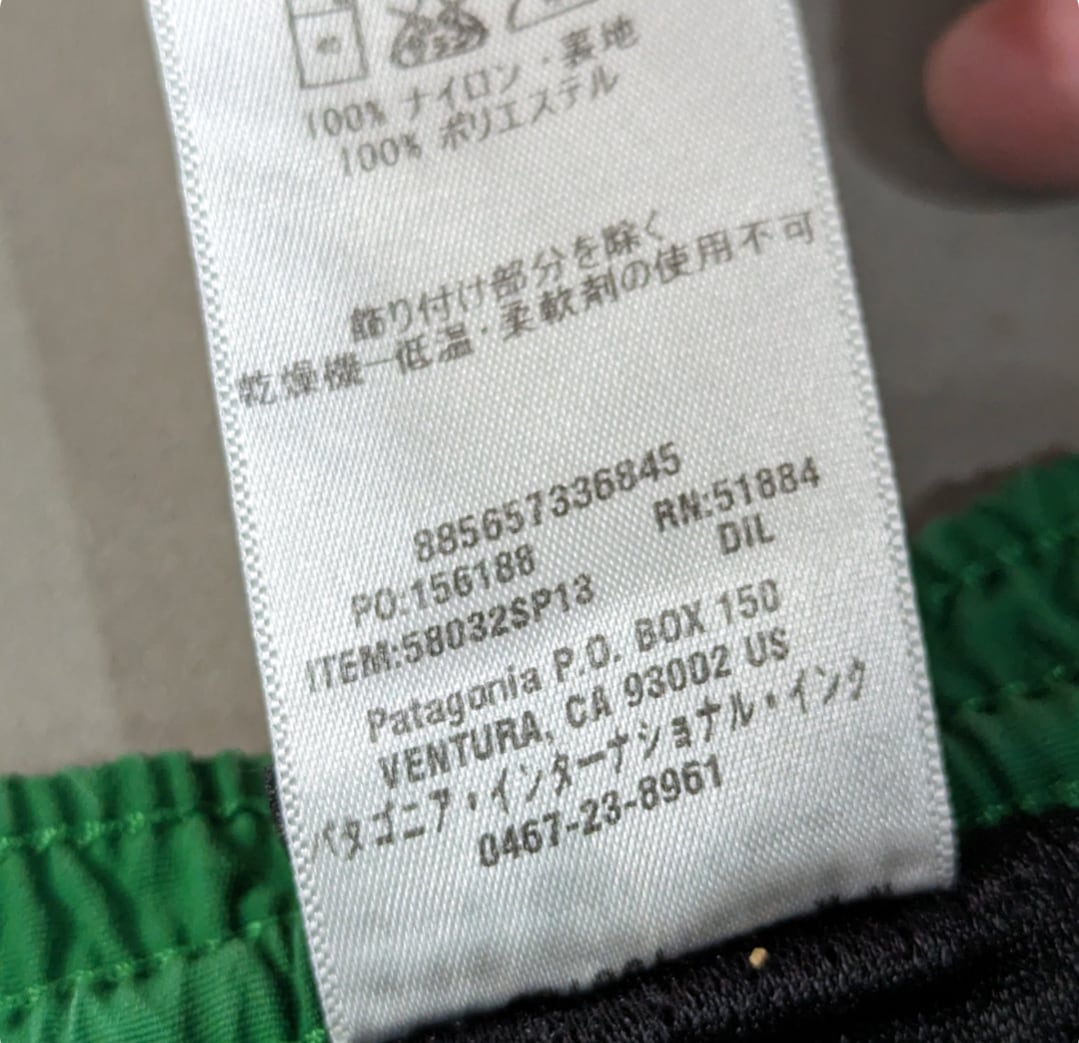 100% ナイロン・裏地
100% ポリエステル
飾り付け部分を除く
乾燥機一低温・柔軟剤の使用不可
885657336845
PO:156188 RN:51884
ITEM:58032SP13 DIL
Patagonia P.O. BOX 150
VENTURA, CA 93002 US
パタゴニア・インターナショナル・インク
0467-23-8961